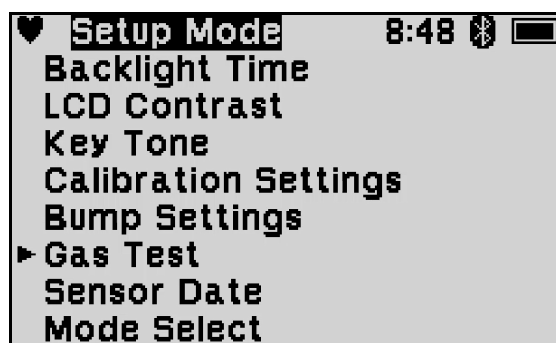 Setup Mode 8:48
Backlight Time
LCD Contrast
Key Tone
Calibration Settings
Bump Settings
Gas Test
Sensor Date
Mode Select